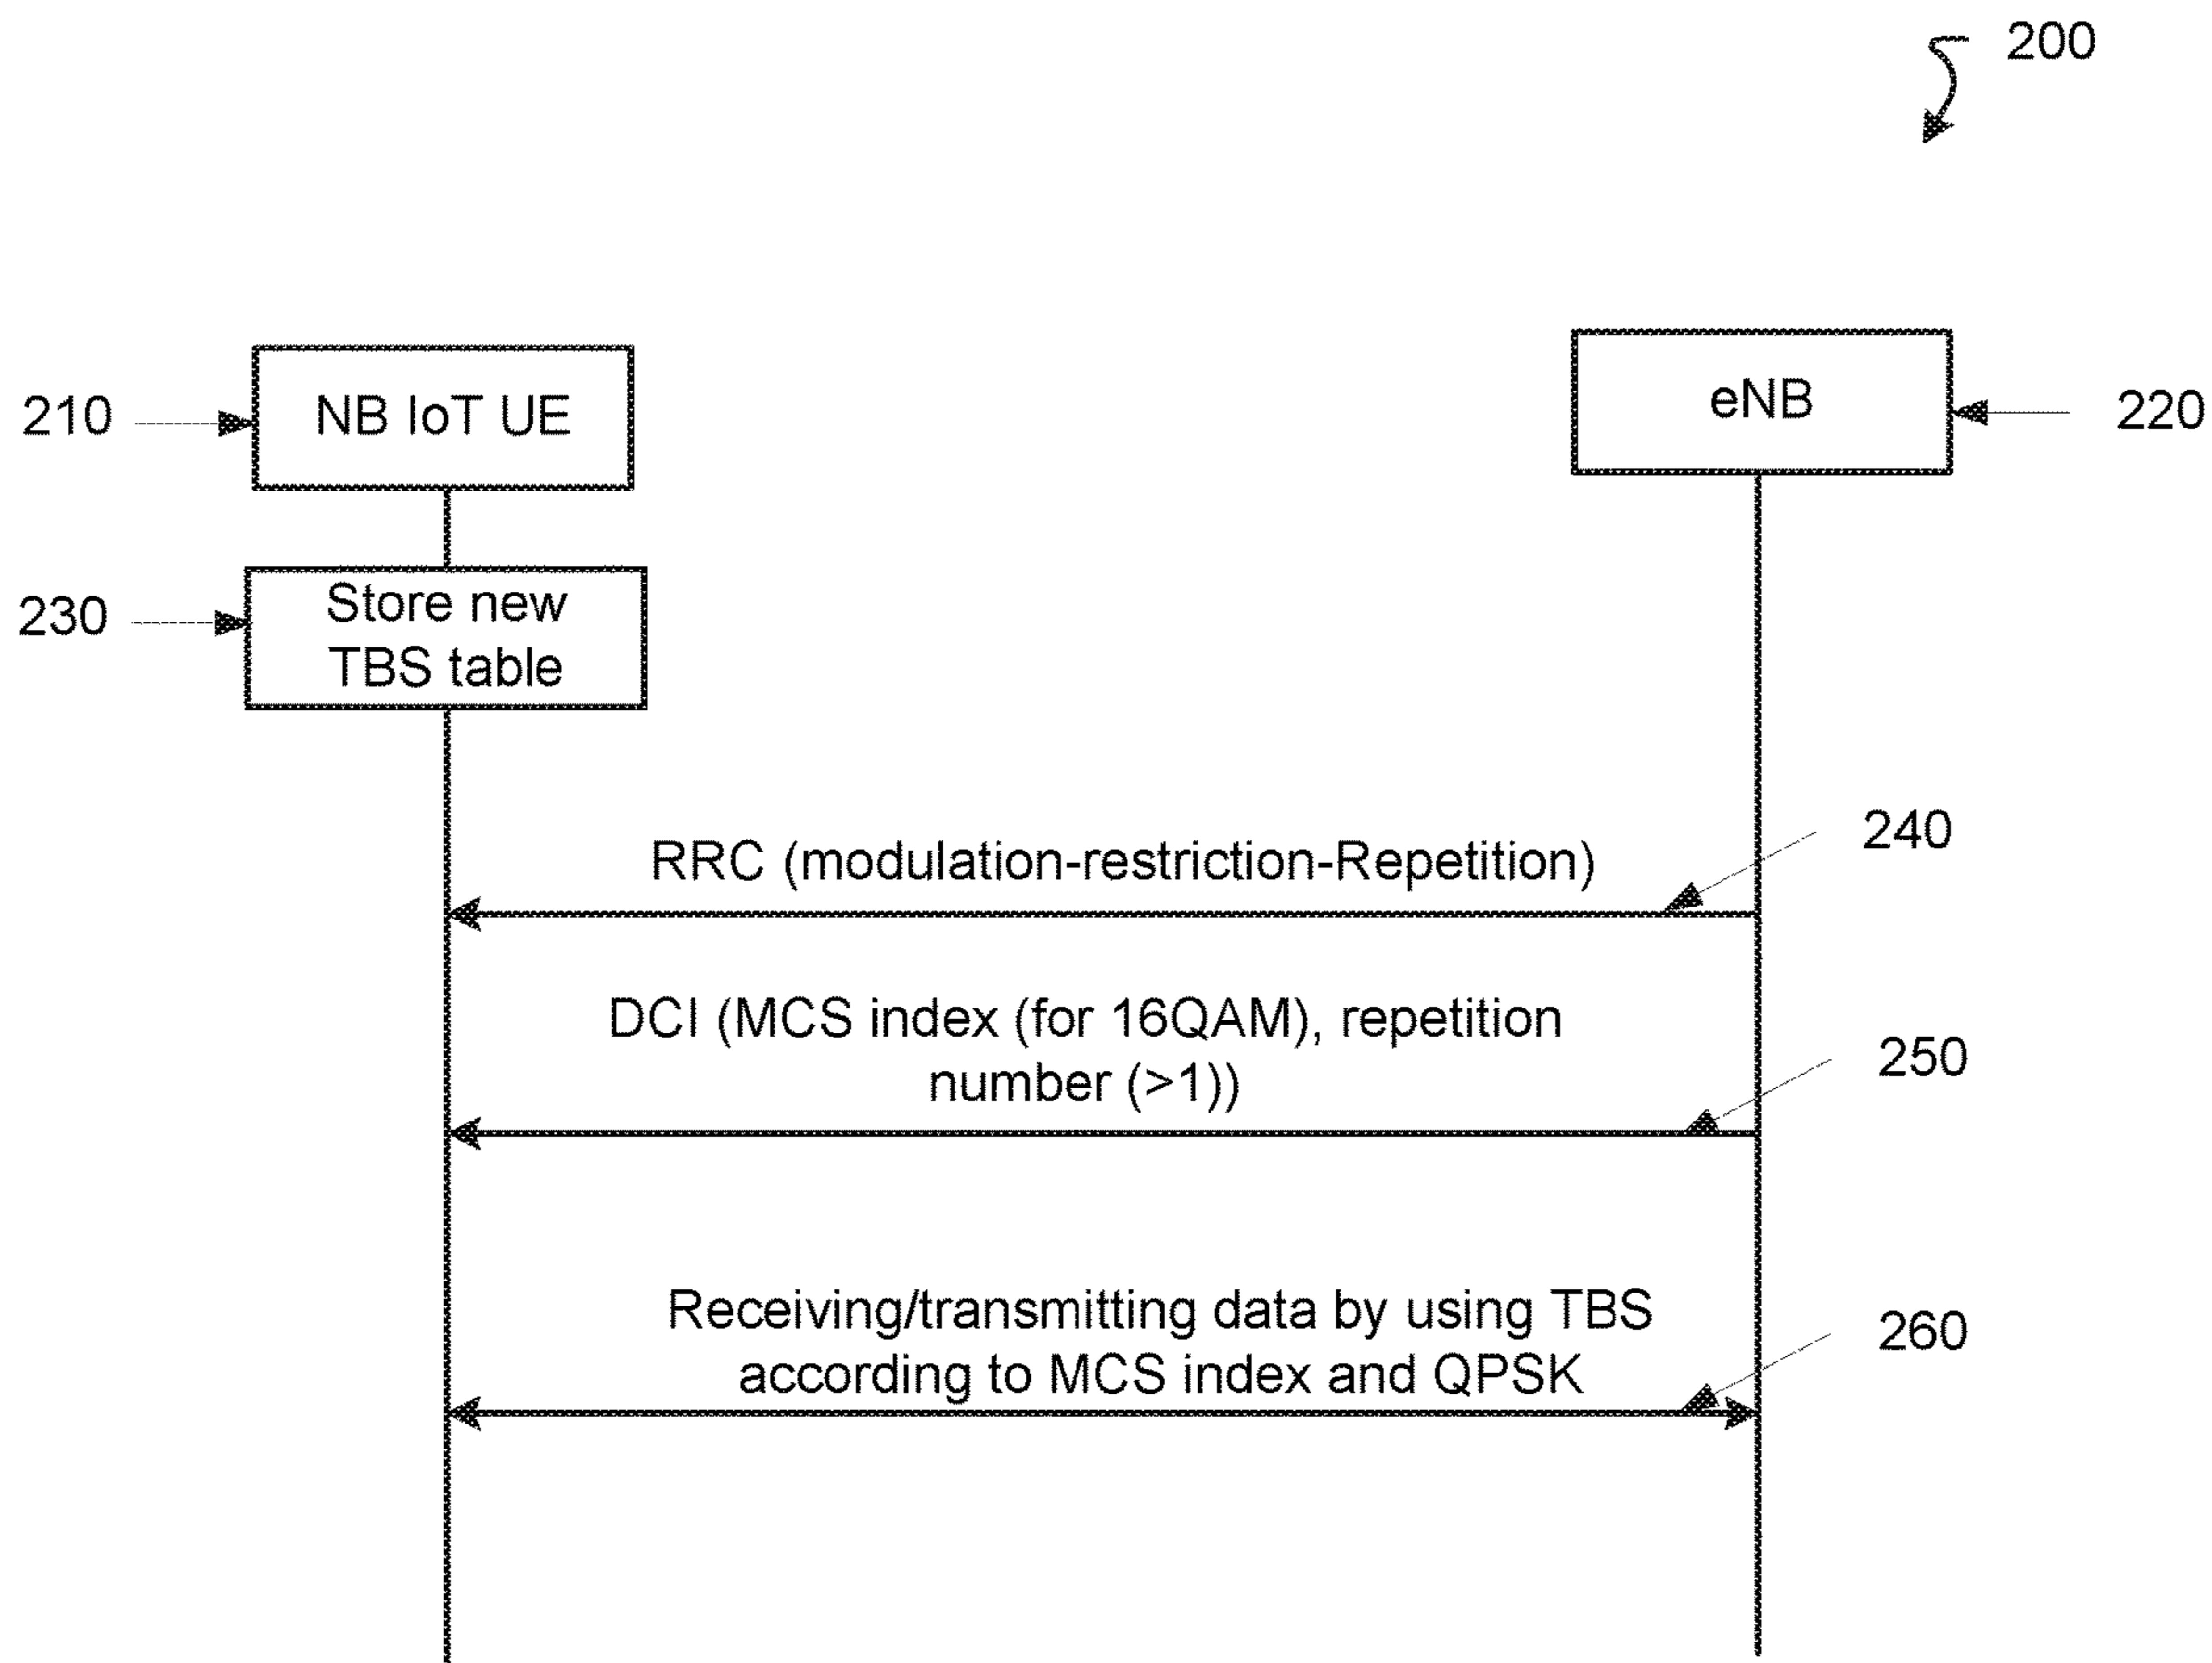 200
NB IoT UE
eNB
210
220
Store new
TBS table
230
240
RRC (modulation-restriction-Repetition)
DCI (MCS index (for 16QAM), repetition
number (>1))
250
Receiving/transmitting data by using TBS
according to MCS index and QPSK
260